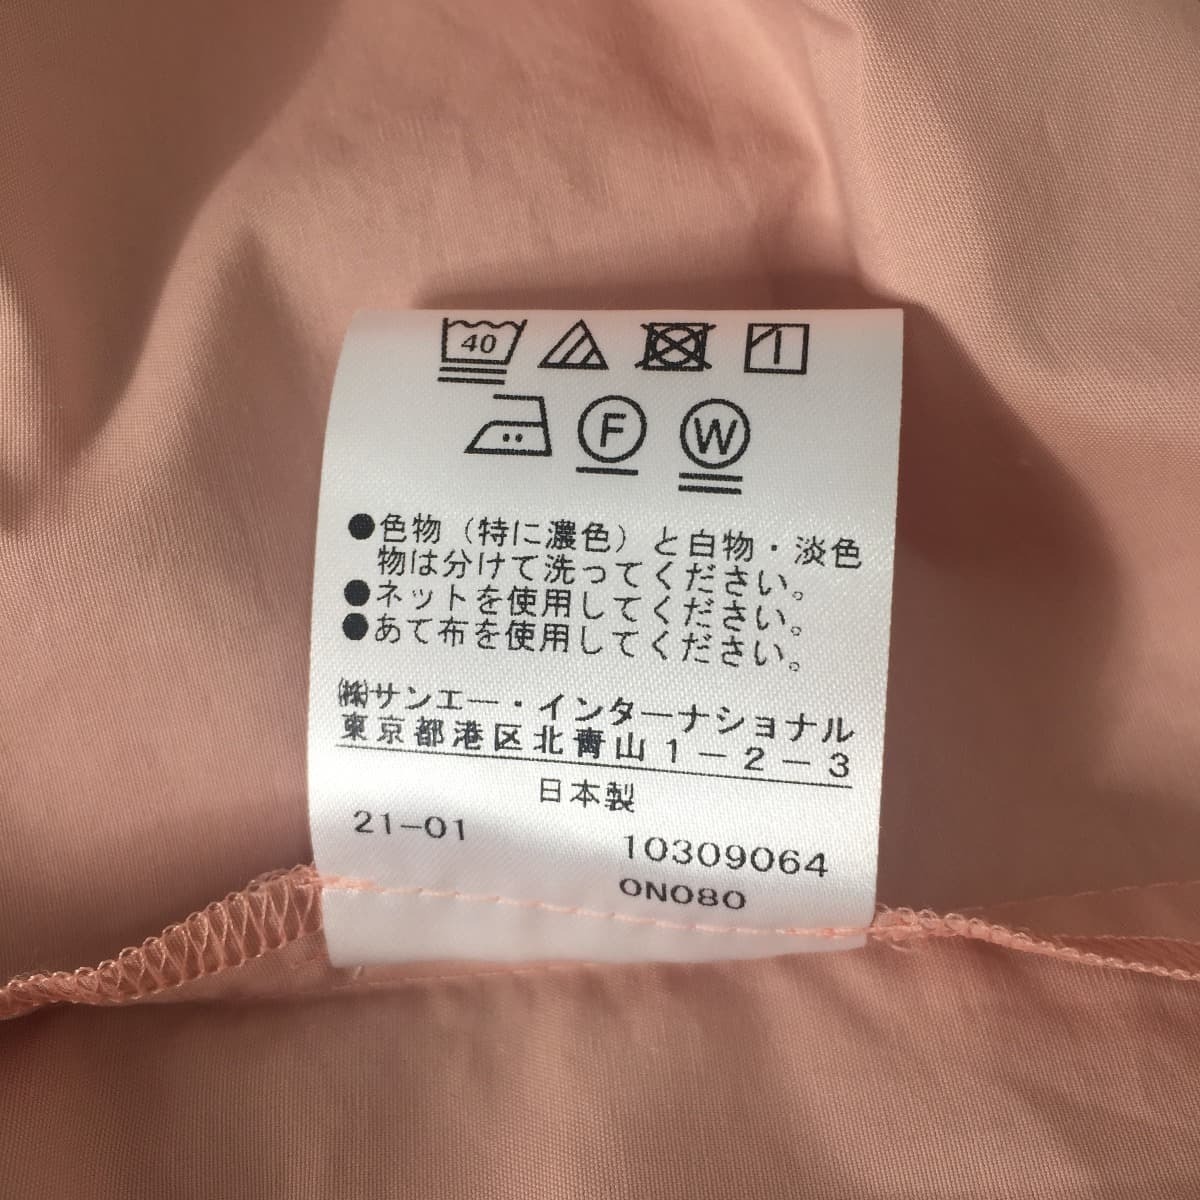 40
F W
●色物（特に濃色）と白物・淡色
物は分けて洗ってください。
●ネットを使用してください。
●あて布を使用してください。
㈱サンエー・インターナショナル
東京都港区北青山1－2－3
日本製
21-01
10309064
0N080